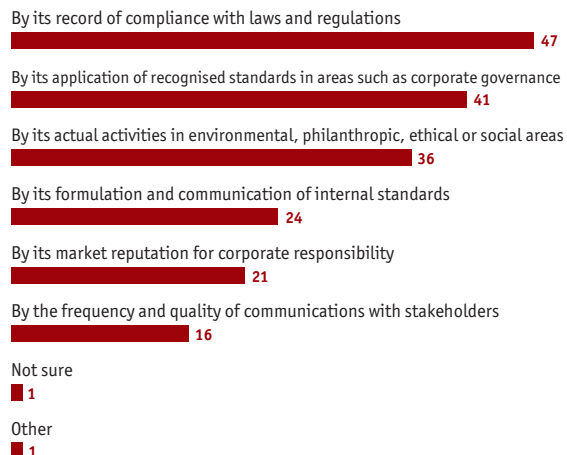 By its record of compliance with laws and regulations
47
By its application of recognised standards in areas such as corporate governance
41
By its actual activities in environmental, philanthropic, ethical or social areas
36
By its formulation and communication of internal standards
24
By its market reputation for corporate responsibility
21
By the frequency and quality of communications with stakeholders
16
Not sure
1
Other
1